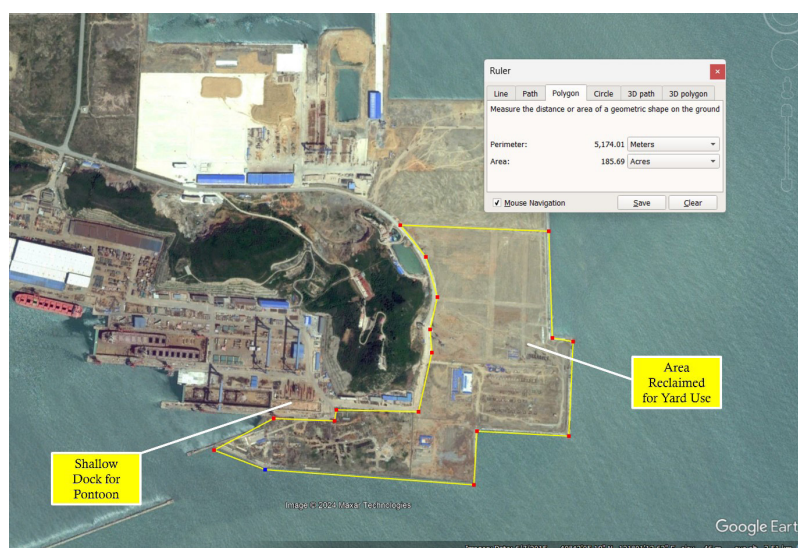 Ruler
Line Path Polygon Circle 3D path 3D polygon
Measure the distance or area of a geometric shape on the ground
Perimeter: 5,174.01 Meters
Area: 185.69 Acres
Mouse Navigation Save Clear
Area
Reclaimed
for Yard Use
Shallow
Dock for
Pontoon
Image © 2024 Maxar Technologies
Google Eart